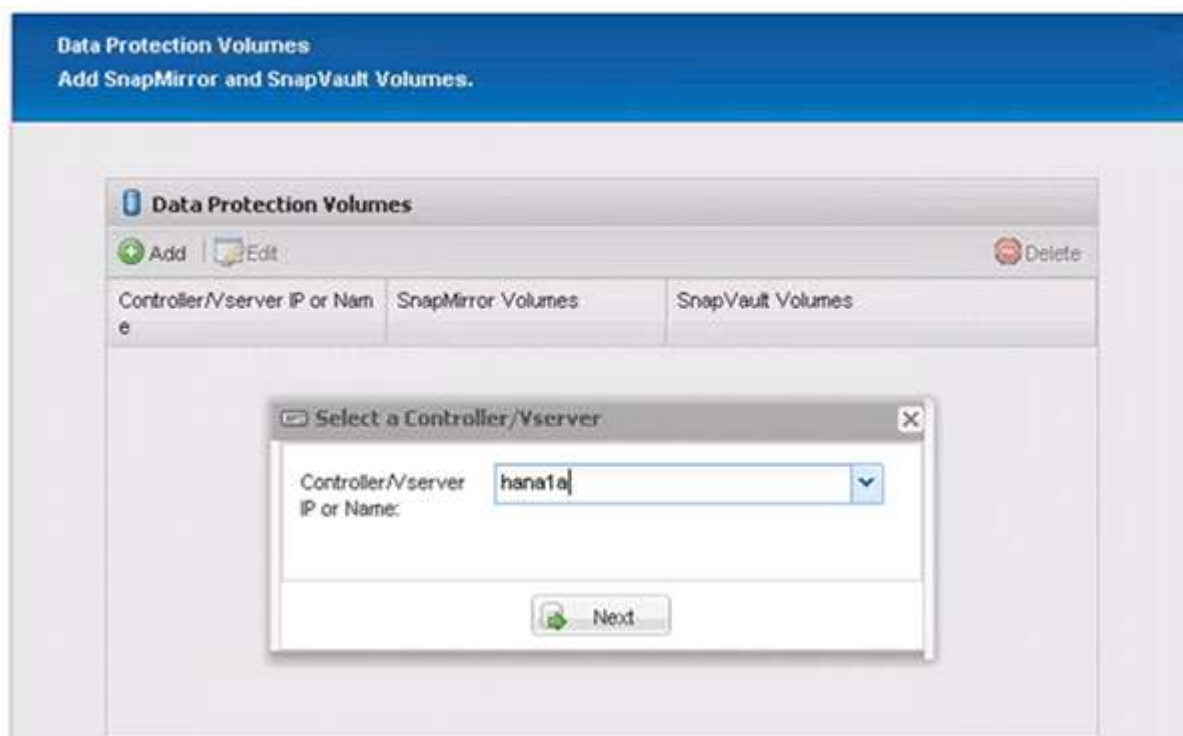 Data Protection Volumes
Add SnapMirror and SnapVault Volumes.
Data Protection Volumes
Add Edit Delete
Controller/Vserver IP or Nam SnapMirror Volumes SnapVault Volumes
e
Select a Controller/Vserver
Controller/Vserver hana1a
IP or Name:
Next